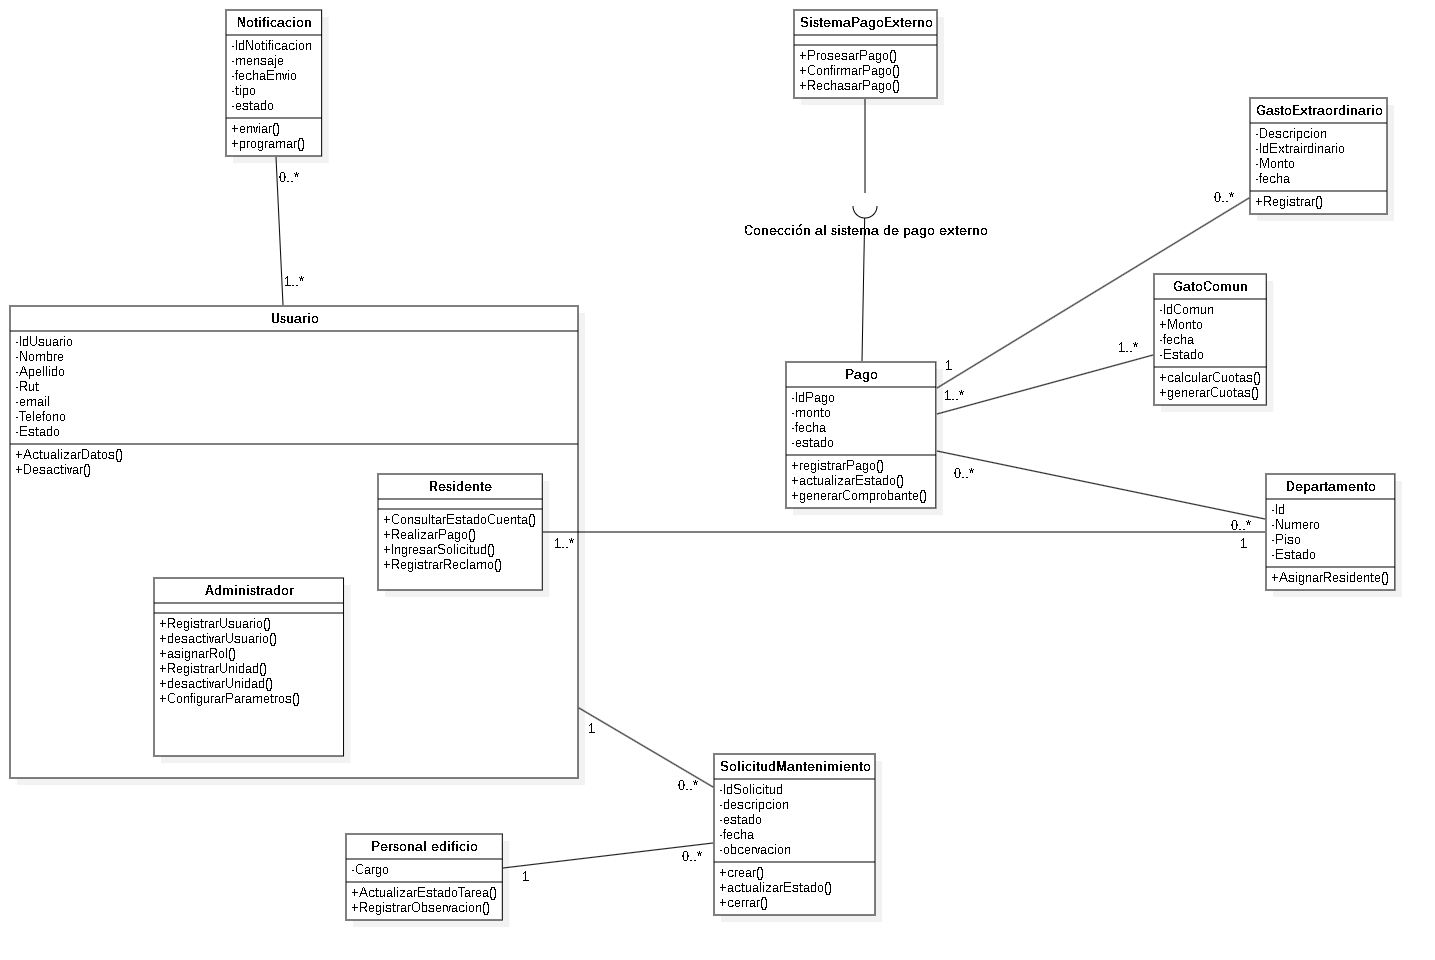 Notificacion
-IdNotificacion
-mensaje
-fechaEnvio
-tipo
-estado
+enviar()
+programar()
0..*
1..*
SistemaPagoExterno
+ProsesarPago()
+ConfirmarPago()
+RechasarPago()
Conección al sistema de pago externo
GastoExtraordinario
-Descripcion
-IdExtrairdinario
-Monto
-fecha
+Registrar()
0..*
1
GatoComun
-IdComun
+Monto
-fecha
-Estado
+calcularCuotas()
+generarCuotas()
1..*
1..*
Pago
-IdPago
-monto
-fecha
-estado
+registrarPago()
+actualizarEstado()
+generarComprobante()
0..*
Departamento
-Id
-Numero
-Piso
-Estado
+AsignarResidente()
0..*
1
Usuario
-IdUsuario
-Nombre
-Apellido
-Rut
-email
-Telefono
-Estado
+ActualizarDatos()
+Desactivar()
Residente
+ConsultarEstadoCuenta()
+RealizarPago()
+IngresarSolicitud()
+RegistrarReclamo()
1..*
Administrador
+RegistrarUsuario()
+desactivarUsuario()
+asignarRol()
+RegistrarUnidad()
+desactivarUnidad()
+ConfigurarParametros()
1
0..*
SolicitudMantenimiento
-IdSolicitud
-descripcion
-estado
-fecha
-obcervacion
+crear()
+actualizarEstado()
+cerrar()
Personal edificio
-Cargo
+ActualizarEstadoTarea()
+RegistrarObservacion()
1
0..*